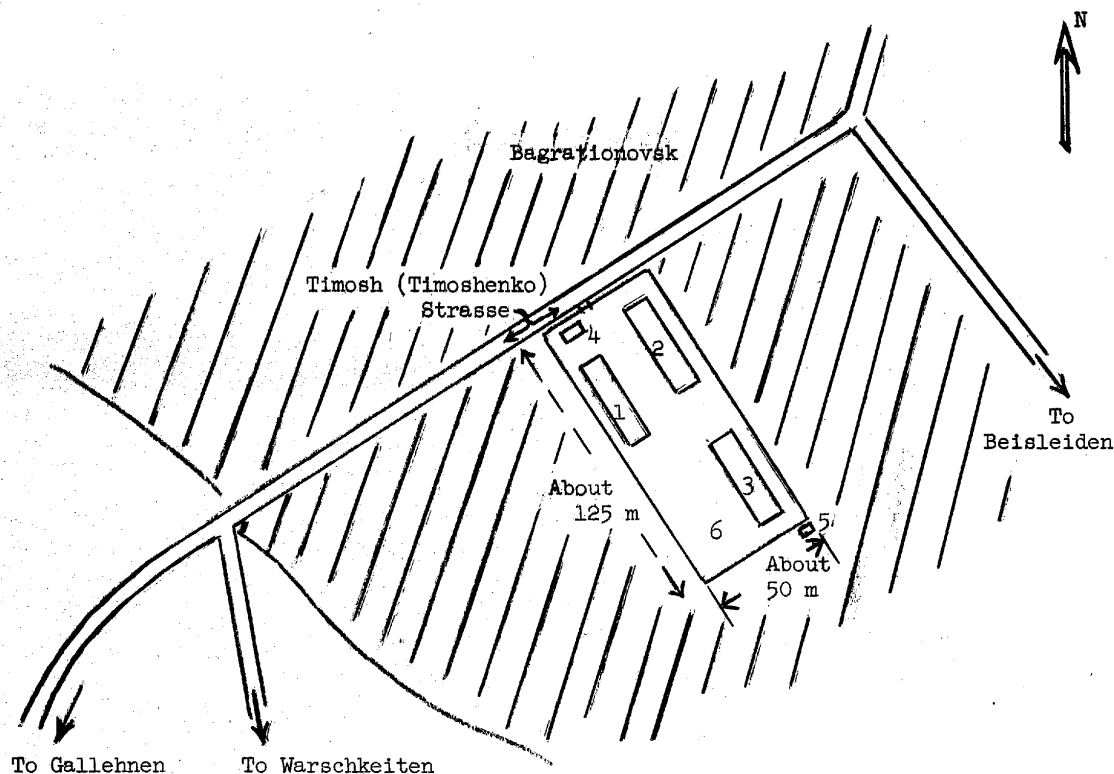 N
Bagrationovsk
Timosh (Timoshenko)
Strasse
4
2
1
3
To
Beisleiden
About
125 m
6
5
About
50 m
To Gallehnen
To Warschkeiten